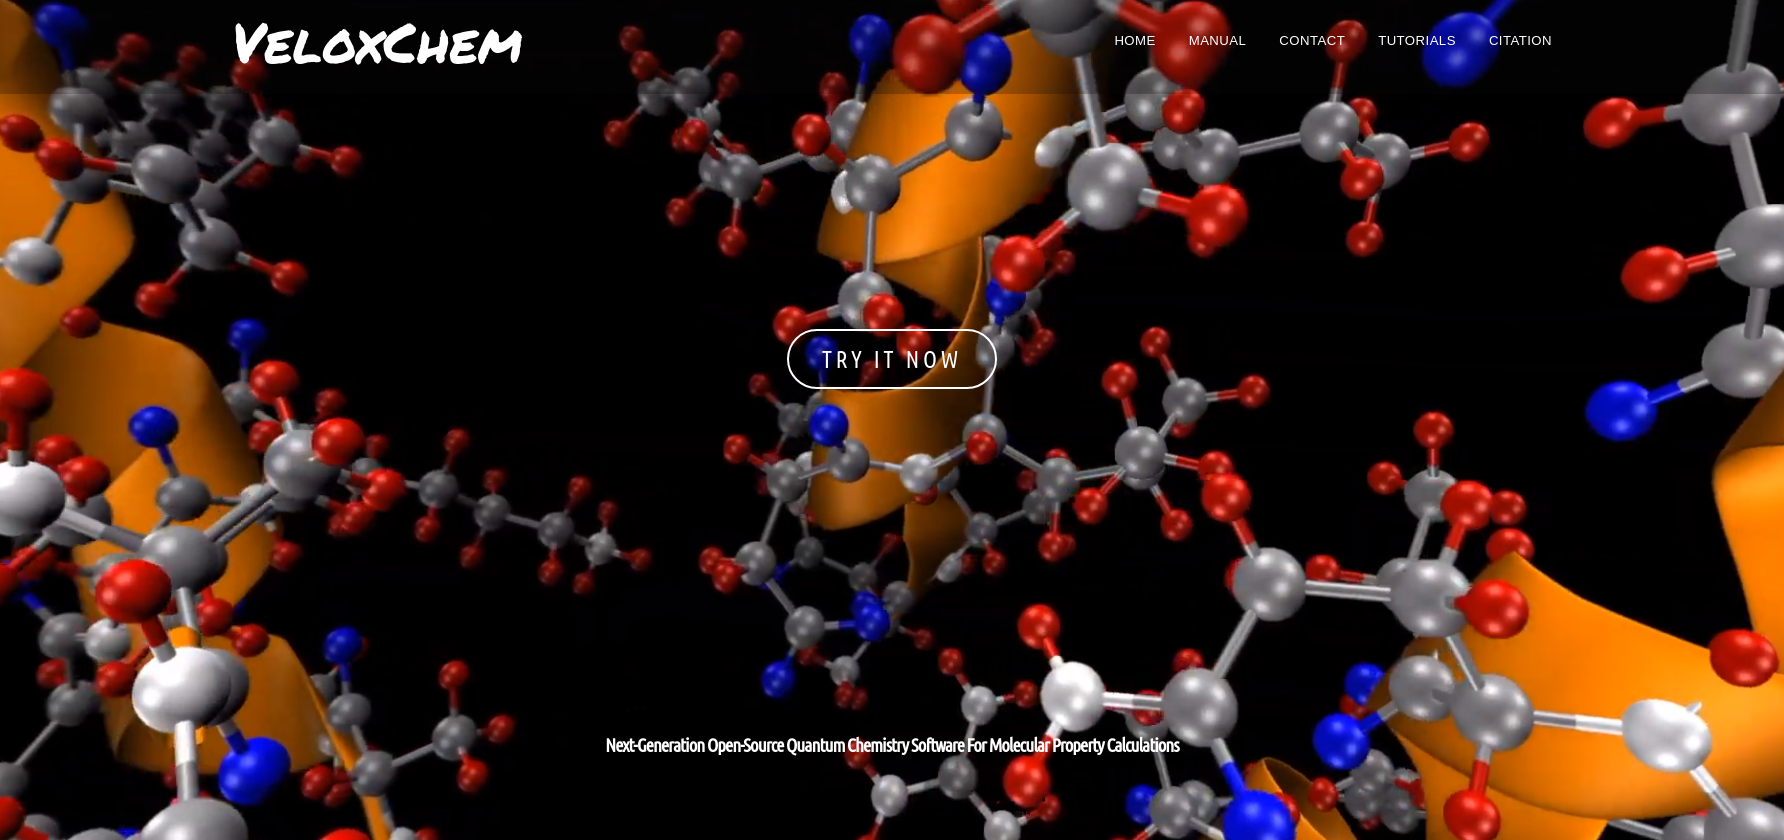 VeloxChem
HOME MANUAL CONTACT TUTORIALS CITATION
TRY IT NOW
Next-Generation Open-Source Quantum Chemistry Software For Molecular Property Calculations